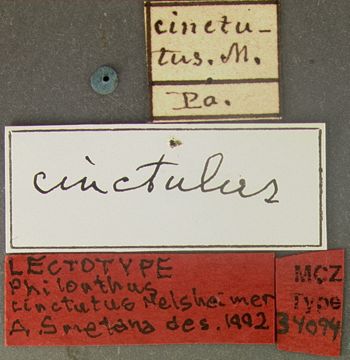 cinctu-
tus. M.
Pa.
cinctulus
LECTOTYPE
Philonthus
cinctutus Melsheimer
A. Smetana des. 1992
MCZ
Type
34094